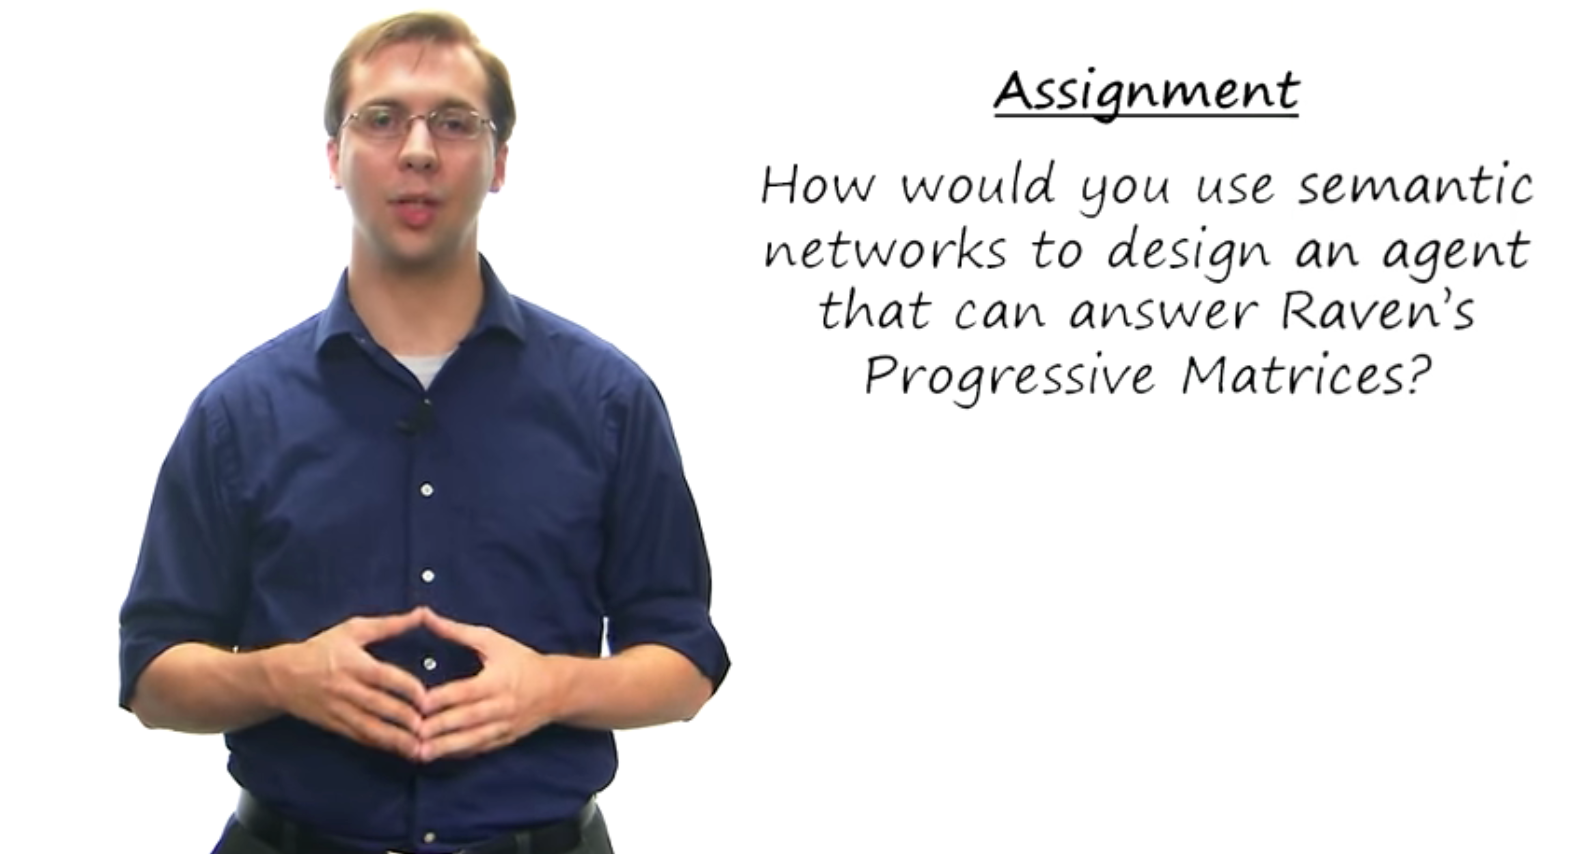 Assignment
How would you use semantic
networks to design an agent
that can answer Raven's
Progressive Matrices?